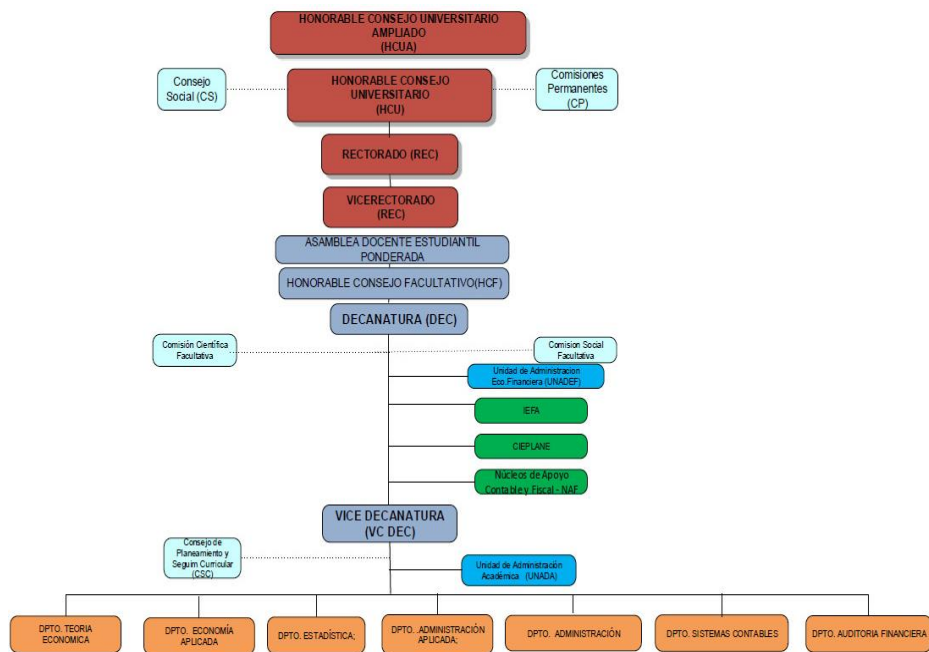 HONORABLE CONSEJO UNIVERSITARIO
AMPLIADO
(HCUA)
Consejo
Social (CS)
HONORABLE CONSEJO
UNIVERSITARIO
(HCU)
Comisiones
Permanentes
(CP)
RECTORADO (REC)
VICERECTORADO
(REC)
ASAMBLEA DOCENTE ESTUDIANTIL
PONDERADA
HONORABLE CONSEJO FACULTATIVO(HCF)
DECANATURA (DEC)
Comisión Científica
Facultativa
Comision Social
Facultativa
Unidad de Administracion
Eco.Financiera (UNADEF)
IEFA
CIEPLANE
Núcleos de Apoyo
Contable y Fiscal - NAF
VICE DECANATURA
(VC DEC)
Consejo de
Planeamiento y
Seguim Curricular
(CSC)
Unidad de Administración
Académica (UNADA)
DPTO. TEORIA
ECONOMICA
DPTO. ECONOMÍA
APLICADA
DPTO. ESTADÍSTICA;
DPTO. .ADMINISTRACIÓN
APLICADA;
DPTO. ADMINISTRACIÓN
DPTO. SISTEMAS CONTABLES
DPTO. AUDITORIA FINANCIERA